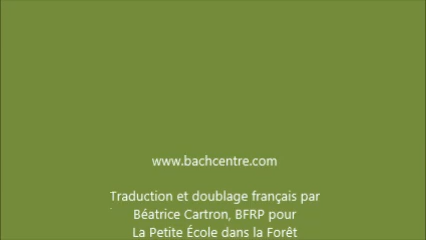 www.bachcentre.com
Traduction et doublage français par
Béatrice Cartron, BFRP pour
La Petite École dans la Forêt